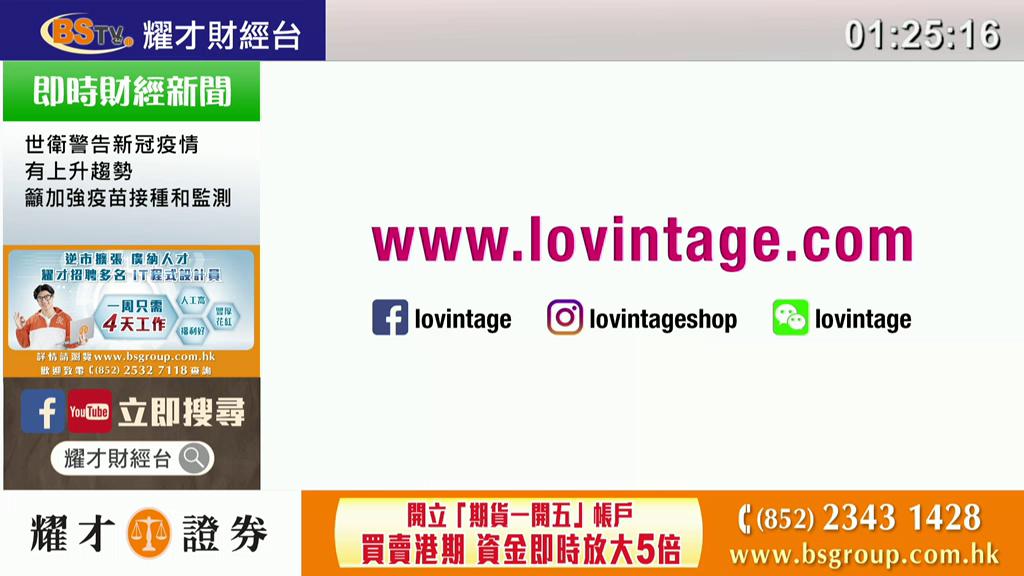 BSTV 耀才財經台
01:25:16
即時財經新聞
世衛警告新冠疫情
有上升趨勢
籲加強疫苗接種和監測
逆市擴張 廣納人才
耀才招聘多名 IT程式設計員
一周只需
4天工作
人工高
豐厚
花紅
福利好
詳情請瀏覽www.bsgroup.com.hk
歡迎致電 (852) 2532 7118 查詢
f YouTube 立即搜尋
耀才財經台
www.lovintage.com
lovintage
lovintageshop
lovintage
耀才 證券
開立「期貨一開五」帳戶
買賣港期 資金即時放大5倍
(852) 2343 1428
www.bsgroup.com.hk